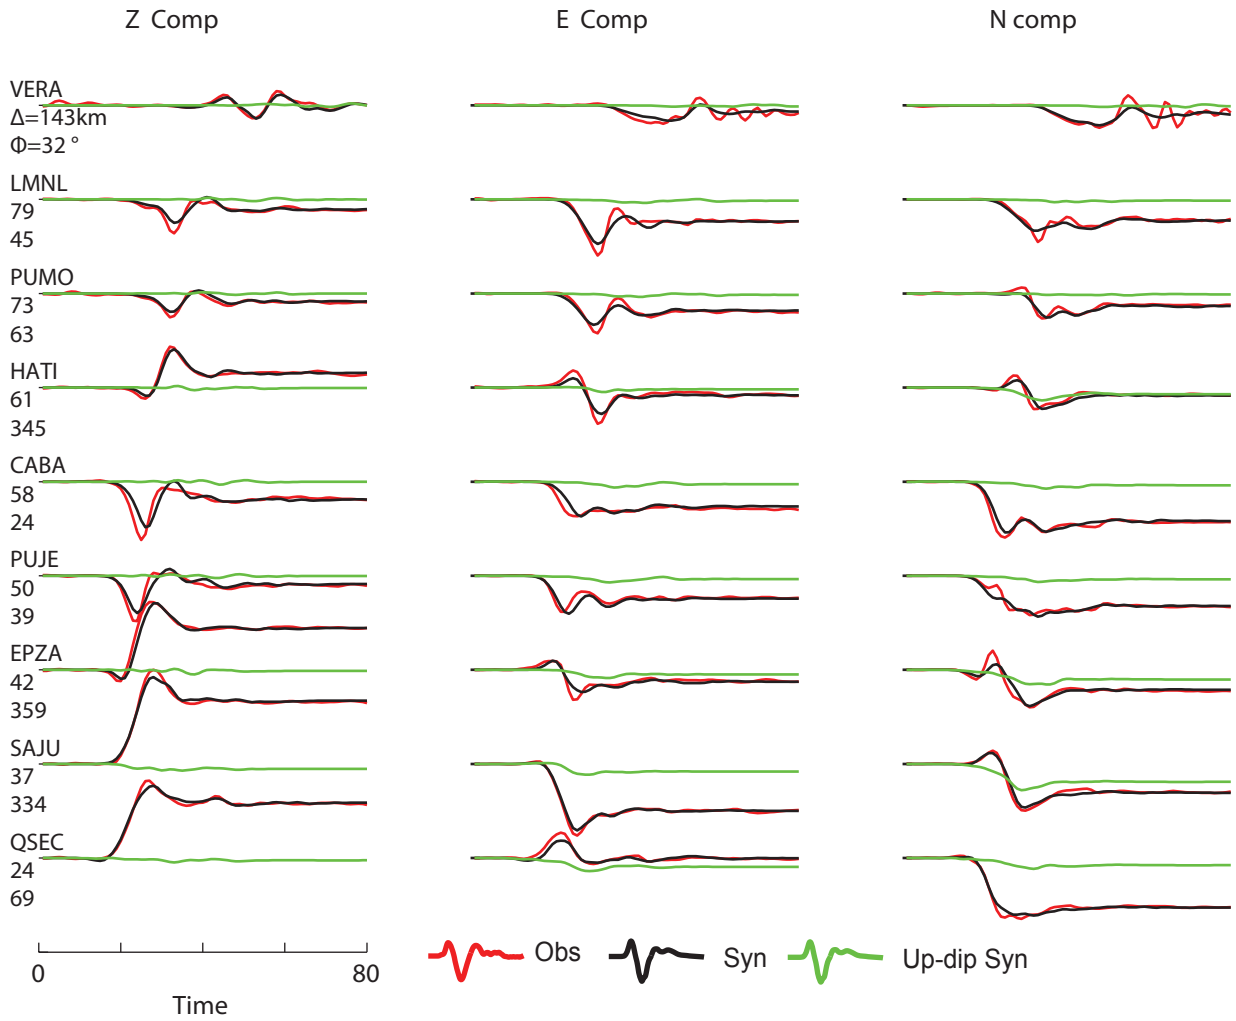 Z Comp
E Comp
N comp
VERA
Δ=143km
Φ=32 °
LMNL
79
45
PUMO
73
63
HATI
61
345
CABA
58
24
PUJE
50
39
EPZA
42
359
SAJU
37
334
QSEC
24
69
0
80
Time
Obs
Syn
Up-dip Syn